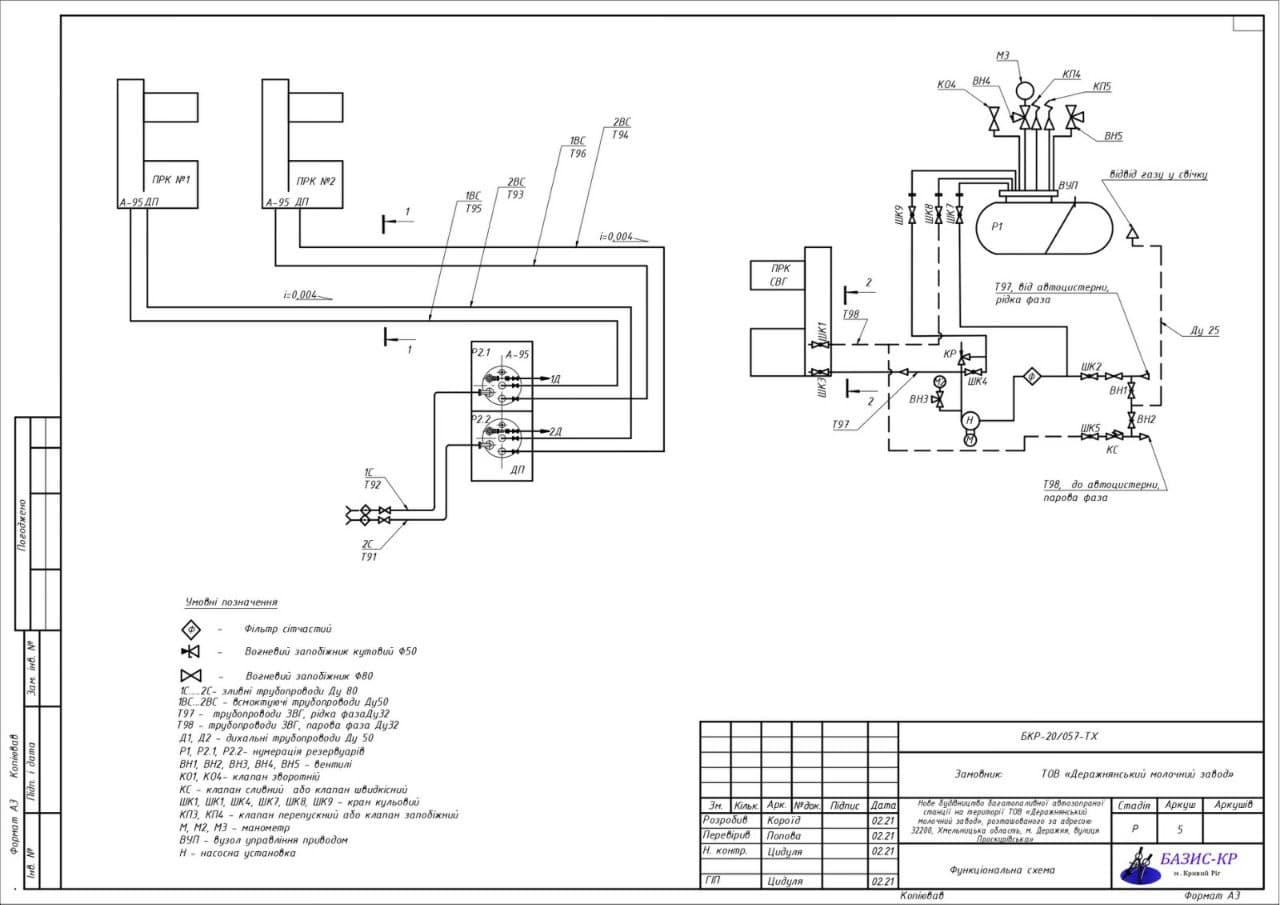 МЗ
КО4
ВН4
КП4
КП5
ВН5
ВУП
Р1
відвід газу у свічку
ПРК №1
ПРК №2
А-95 ДП
А-95 ДП
2ВС
Т94
1ВС
Т96
2ВС
Т93
1ВС
Т95
1
1
i=0,004
i=0,004
ШК9
ШК8
ШК7
ПРК
СВГ
2
2
Т98
ШК1
ШК3
Т97
КР
ШК4
ВН3
Н
М
Ф
ШК2
ВН1
ВН2
ШК5
КС
Т97, від автоцистерни,
рідка фаза
Ду 25
Т98, до автоцистерни,
парова фаза
Р2.1
А-95
1Д
Р2.2
2Д
ДП
1С
Т92
2С
Т91
Умовні позначення
Ф - Фільтр сітчастий
- Вогневий запобіжник кутовий Ф50
- Вогневий запобіжник Ф80
1С.....2С- зливні трубопроводи Ду 80
1ВС...2ВС - всмоктуючі трубопроводи Ду50
Т97 - трубопроводи ЗВГ, рідка фазаДу32
Т98 - трубопроводи ЗВГ, парова фаза Ду32
Д1, Д2 - дихальні трубопроводи Ду 50
Р1, Р2.1, Р2.2- нумерація резервуарів
ВН1, ВН2, ВН3, ВН4, ВН5 - вентилі
КО1, КО4- клапан зворотній
КС - клапан сливний або клапан швидкісний
ШК1, ШК1, ШК4, ШК7, ШК8, ШК9 - кран кульовий
КП3, КП4 - клапан перепускний або клапан запобіжний
М, М2, М3 - манометр
ВУП - вузол управління приводом
Н - насосна установка
Погоджено
Зам. інв. №
Підп. і дата
Інв. №
Формат А3 Копіював
БКР-20/057-ТХ
Замовник: ТОВ «Деражнянський молочний завод»
Зм. Кільк. Арк. №док. Підпис Дата
Розробив Короїд 02.21
Перевірив Попова 02.21
Н. контр. Цидуля 02.21
ГІП Цидуля 02.21
Нове будівництво багатопаливної автозапрвної
станції на території ТОВ «Деражнянський
молочний завод», розташованого за адресою:
32200, Хмельницька область, м. Деражня, вулиця
Проскурівська»
Стадія Аркуш Аркушів
Р 5
Функціональна схема
БАЗИС-КР
м. Кривий Ріг
Копіював Формат А3